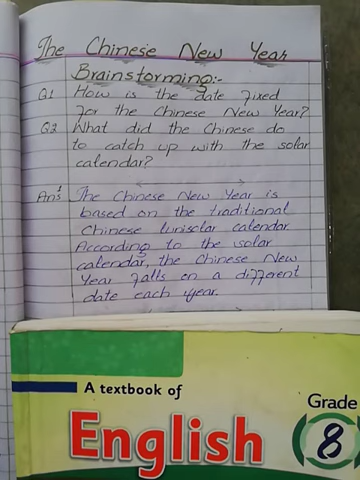 The Chinese New Year
Brainstorming:-
Q1 How is the date fixed
for the Chinese New Year?
Q2 What did the Chinese do
to catch up with the solar
calendar?
Ans 1 The Chinese New Year is
based on the traditional
Chinese lunisolar calendar.
According to the solar
calendar, the Chinese New
Year falls on a different
date each year.
A textbook of
English
Grade
8